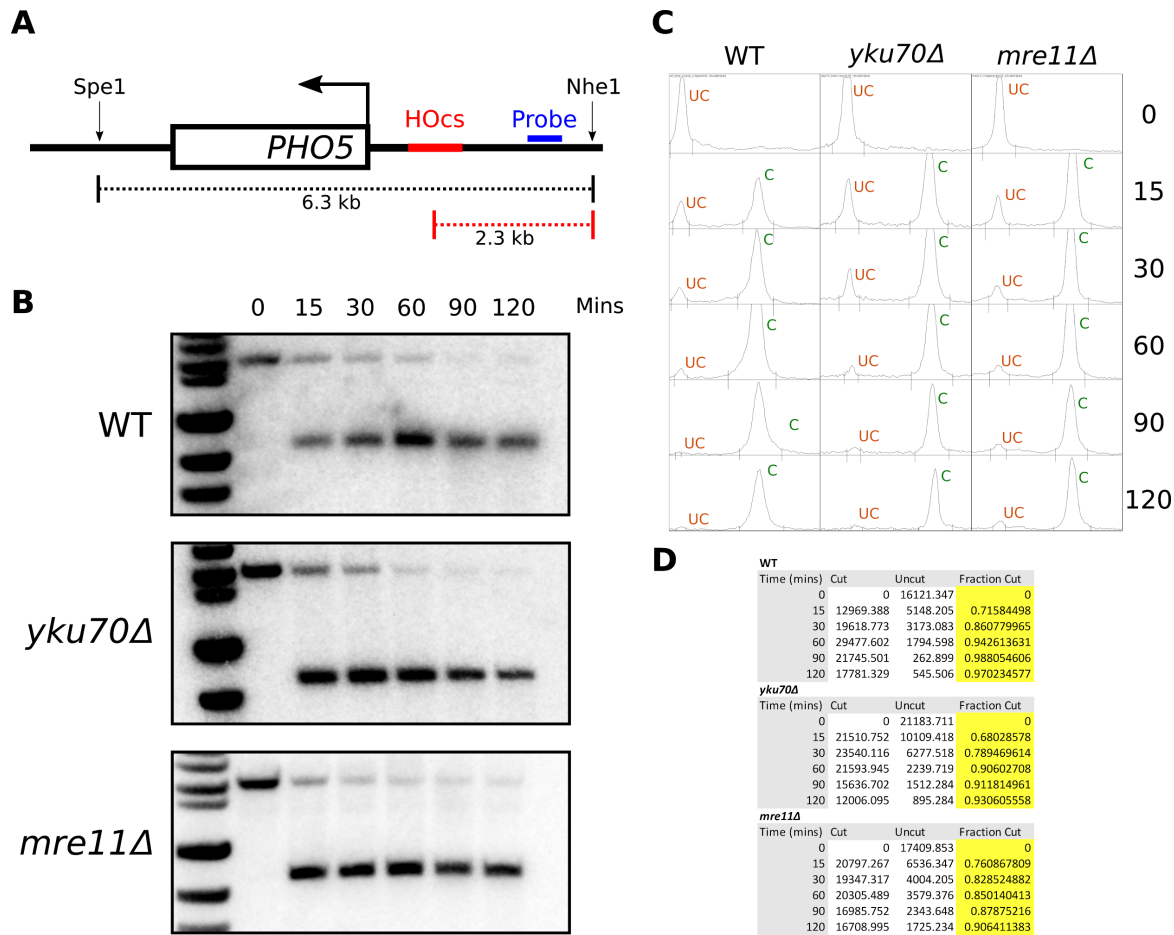 A
Spe1
Nhe1
HOcs
Probe
PHO5
6.3 kb
2.3 kb
B
0 15 30 60 90 120 Mins
WT
yku70Δ
mre11Δ
C
WT yku70Δ mre11Δ
UC UC UC 0
UC C UC C UC C 15
UC C UC C UC C 30
UC C UC C UC C 60
UC C UC C UC C 90
UC C UC C UC C 120
D
WT
Time (mins) Cut Uncut Fraction Cut
0 0 16121.347 0
15 12969.388 5148.205 0.71584498
30 19618.773 3173.083 0.860779965
60 29477.602 1794.598 0.942613631
90 21745.501 262.899 0.988054606
120 17781.329 545.506 0.970234577
yku70Δ
Time (mins) Cut Uncut Fraction Cut
0 0 21183.711 0
15 21510.752 10109.418 0.68028578
30 23540.116 6277.518 0.789469614
60 21593.945 2239.719 0.90602708
90 15636.702 1512.284 0.911814961
120 12006.095 895.284 0.930605558
mre11Δ
Time (mins) Cut Uncut Fraction Cut
0 0 17409.853 0
15 20797.267 6536.347 0.760867809
30 19347.317 4004.205 0.828524882
60 20305.489 3579.376 0.850140413
90 16985.752 2343.648 0.87875216
120 16708.995 1725.234 0.906411383